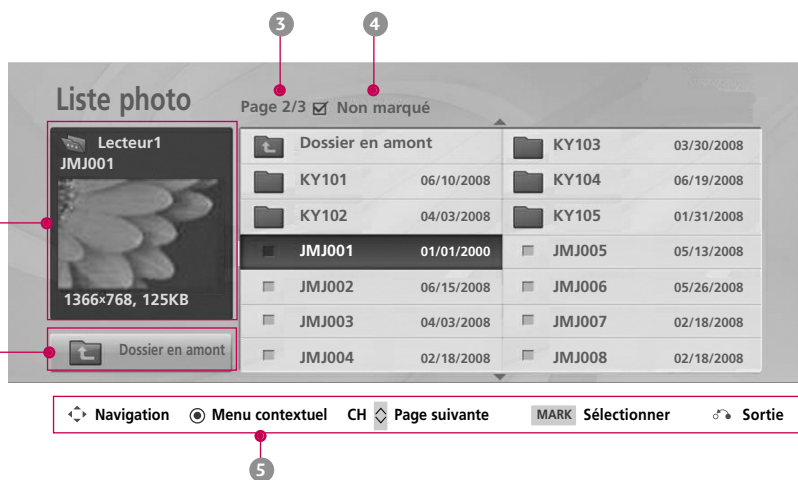 3 4
Liste photo
Page 2/3 Non marqué
Lecteur1
JMJ001
1366×768, 125KB
Dossier en amont
Dossier en amont
KY101 06/10/2008
KY102 04/03/2008
JMJ001 01/01/2000
JMJ002 06/15/2008
JMJ003 04/03/2008
JMJ004 02/18/2008
KY103 03/30/2008
KY104 06/19/2008
KY105 01/31/2008
JMJ005 05/13/2008
JMJ006 05/26/2008
JMJ007 02/18/2008
JMJ008 02/18/2008
Navigation Menu contextuel CH Page suivante MARK Sélectionner Sortie
5